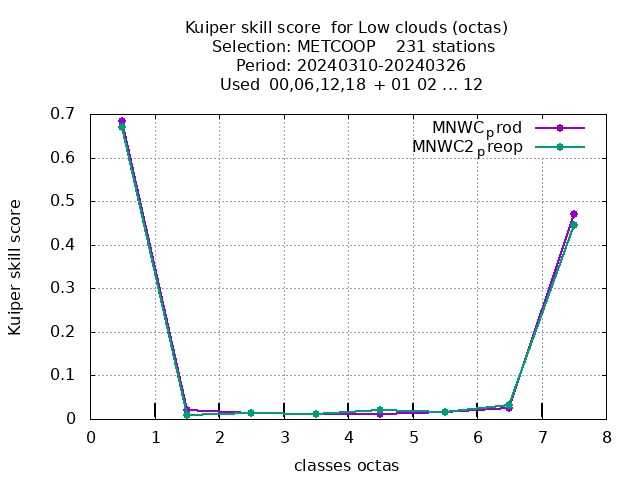 Kuiper skill score for Low clouds (octas)
Selection: METCOOP 231 stations
Period: 20240310-20240326
Used 00,06,12,18 + 01 02 ... 12
MNWCprod
MNWC2preop
Kuiper skill score
0.7
0.6
0.5
0.4
0.3
0.2
0.1
0
0 1 2 3 4 5 6 7 8
classes octas